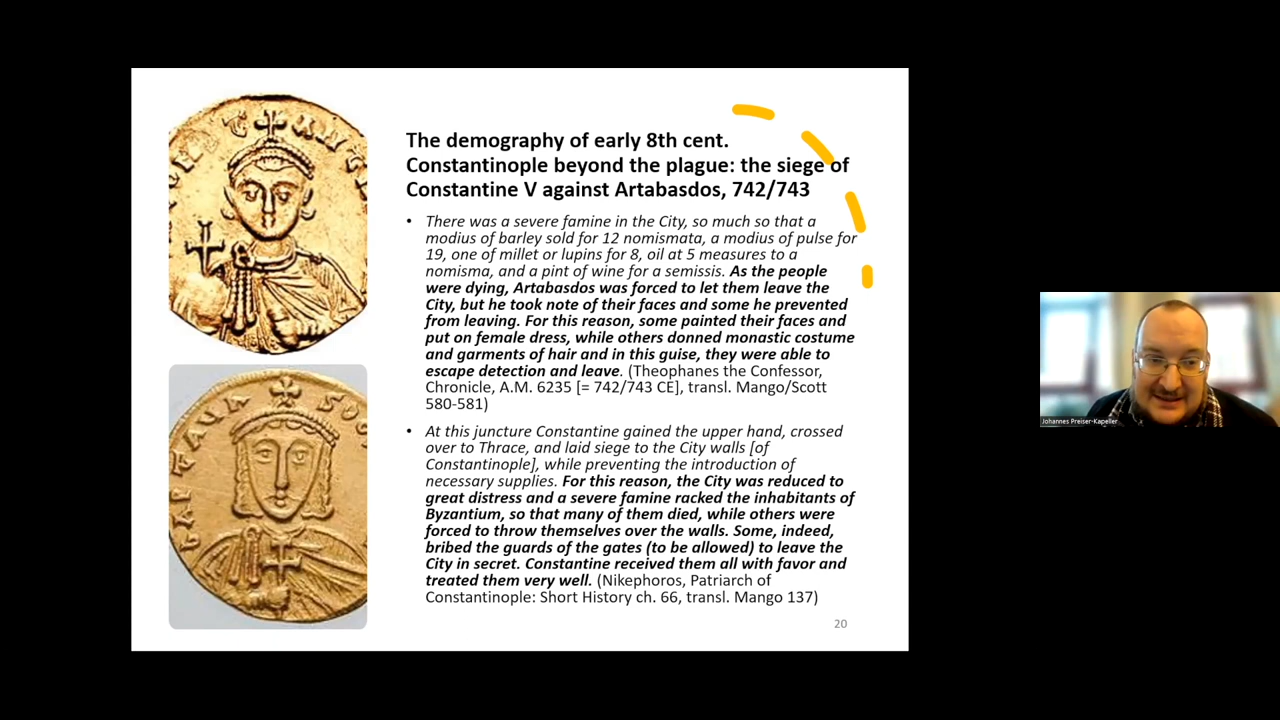 The demography of early 8th cent.
Constantinople beyond the plague: the siege of
Constantine V against Artabasdos, 742/743
• There was a severe famine in the City, so much so that a
modius of barley sold for 12 nomismata, a modius of pulse for
19, one of millet or lupins for 8, oil at 5 measures to a
nomisma, and a pint of wine for a semissis. As the people
were dying, Artabasdos was forced to let them leave the
City, but he took note of their faces and some he prevented
from leaving. For this reason, some painted their faces and
put on female dress, while others donned monastic costume
and garments of hair and in this guise, they were able to
escape detection and leave. (Theophanes the Confessor,
Chronicle, A.M. 6235 [= 742/743 CE], transl. Mango/Scott
580-581)
• At this juncture Constantine gained the upper hand, crossed
over to Thrace, and laid siege to the City walls [of
Constantinople], while preventing the introduction of
necessary supplies. For this reason, the City was reduced to
great distress and a severe famine racked the inhabitants of
Byzantium, so that many of them died, while others were
forced to throw themselves over the walls. Some, indeed,
bribed the guards of the gates (to be allowed) to leave the
City in secret. Constantine received them all with favor and
treated them very well. (Nikephoros, Patriarch of
Constantinople: Short History ch. 66, transl. Mango 137)
20
Johannes Preiser-Kapeller